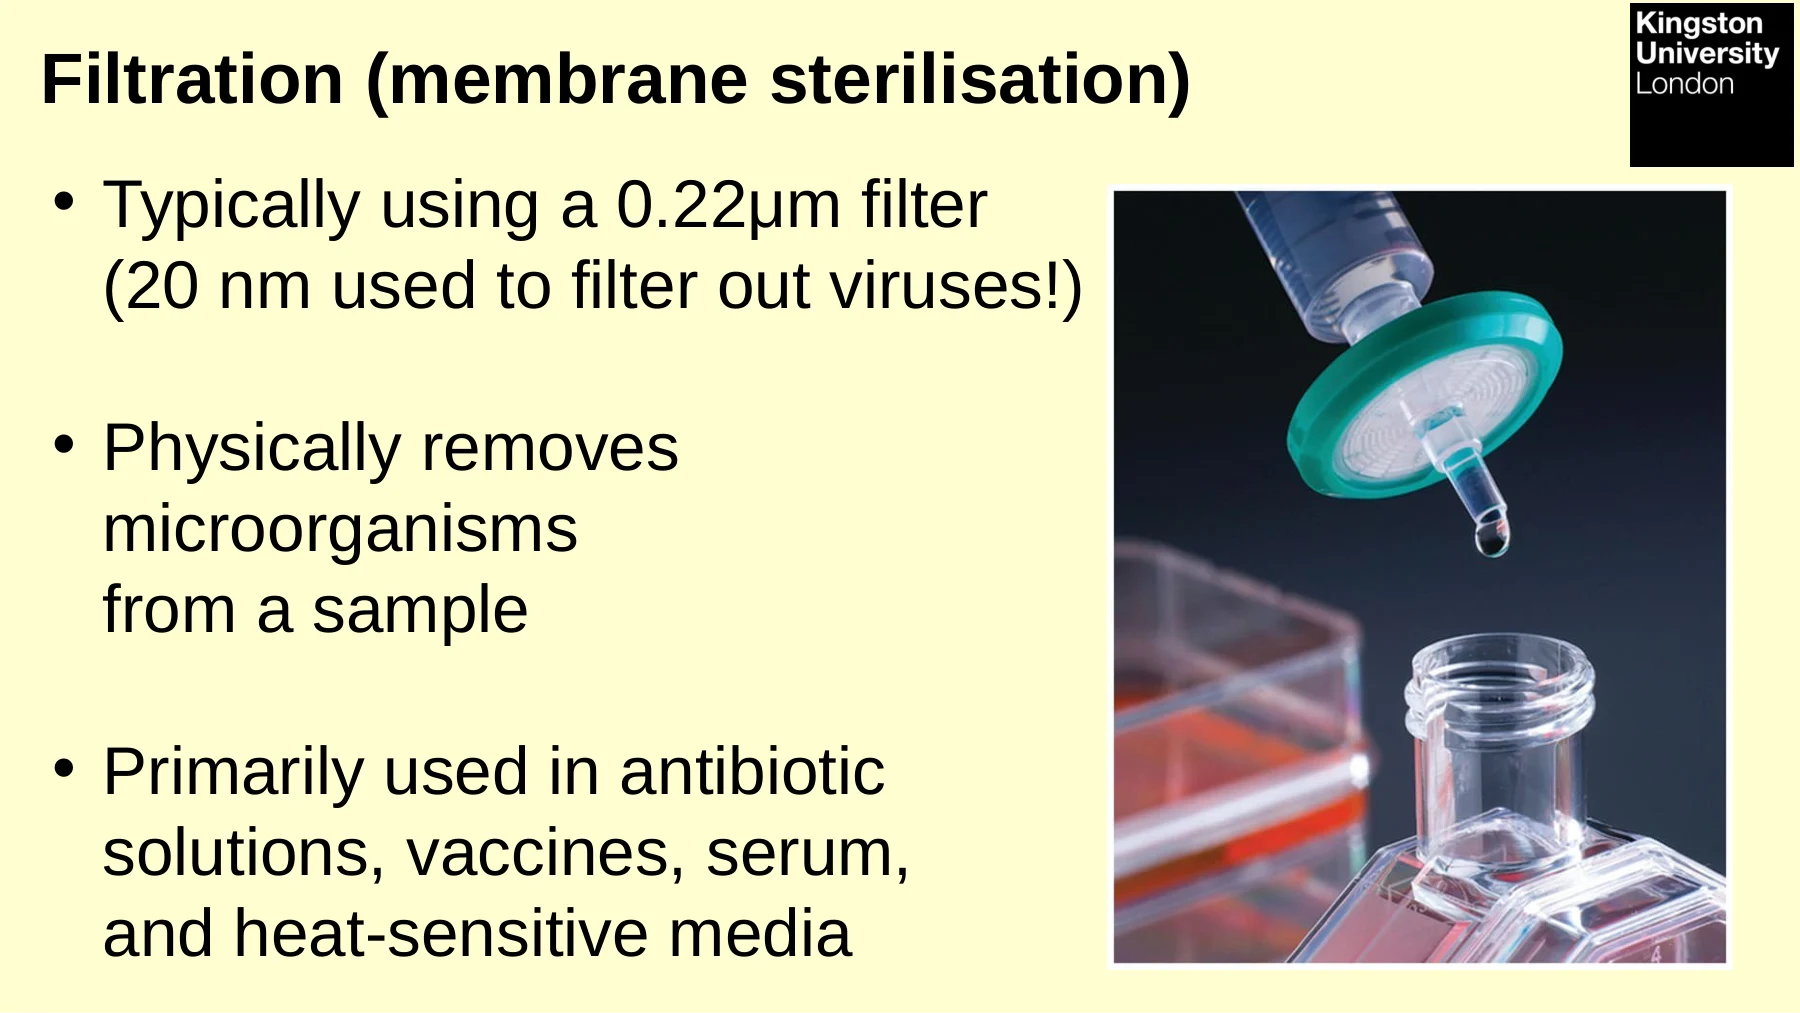 Filtration (membrane sterilisation)
Kingston
University
London
• Typically using a 0.22μm filter
(20 nm used to filter out viruses!)
• Physically removes
microorganisms
from a sample
• Primarily used in antibiotic
solutions, vaccines, serum,
and heat-sensitive media
4